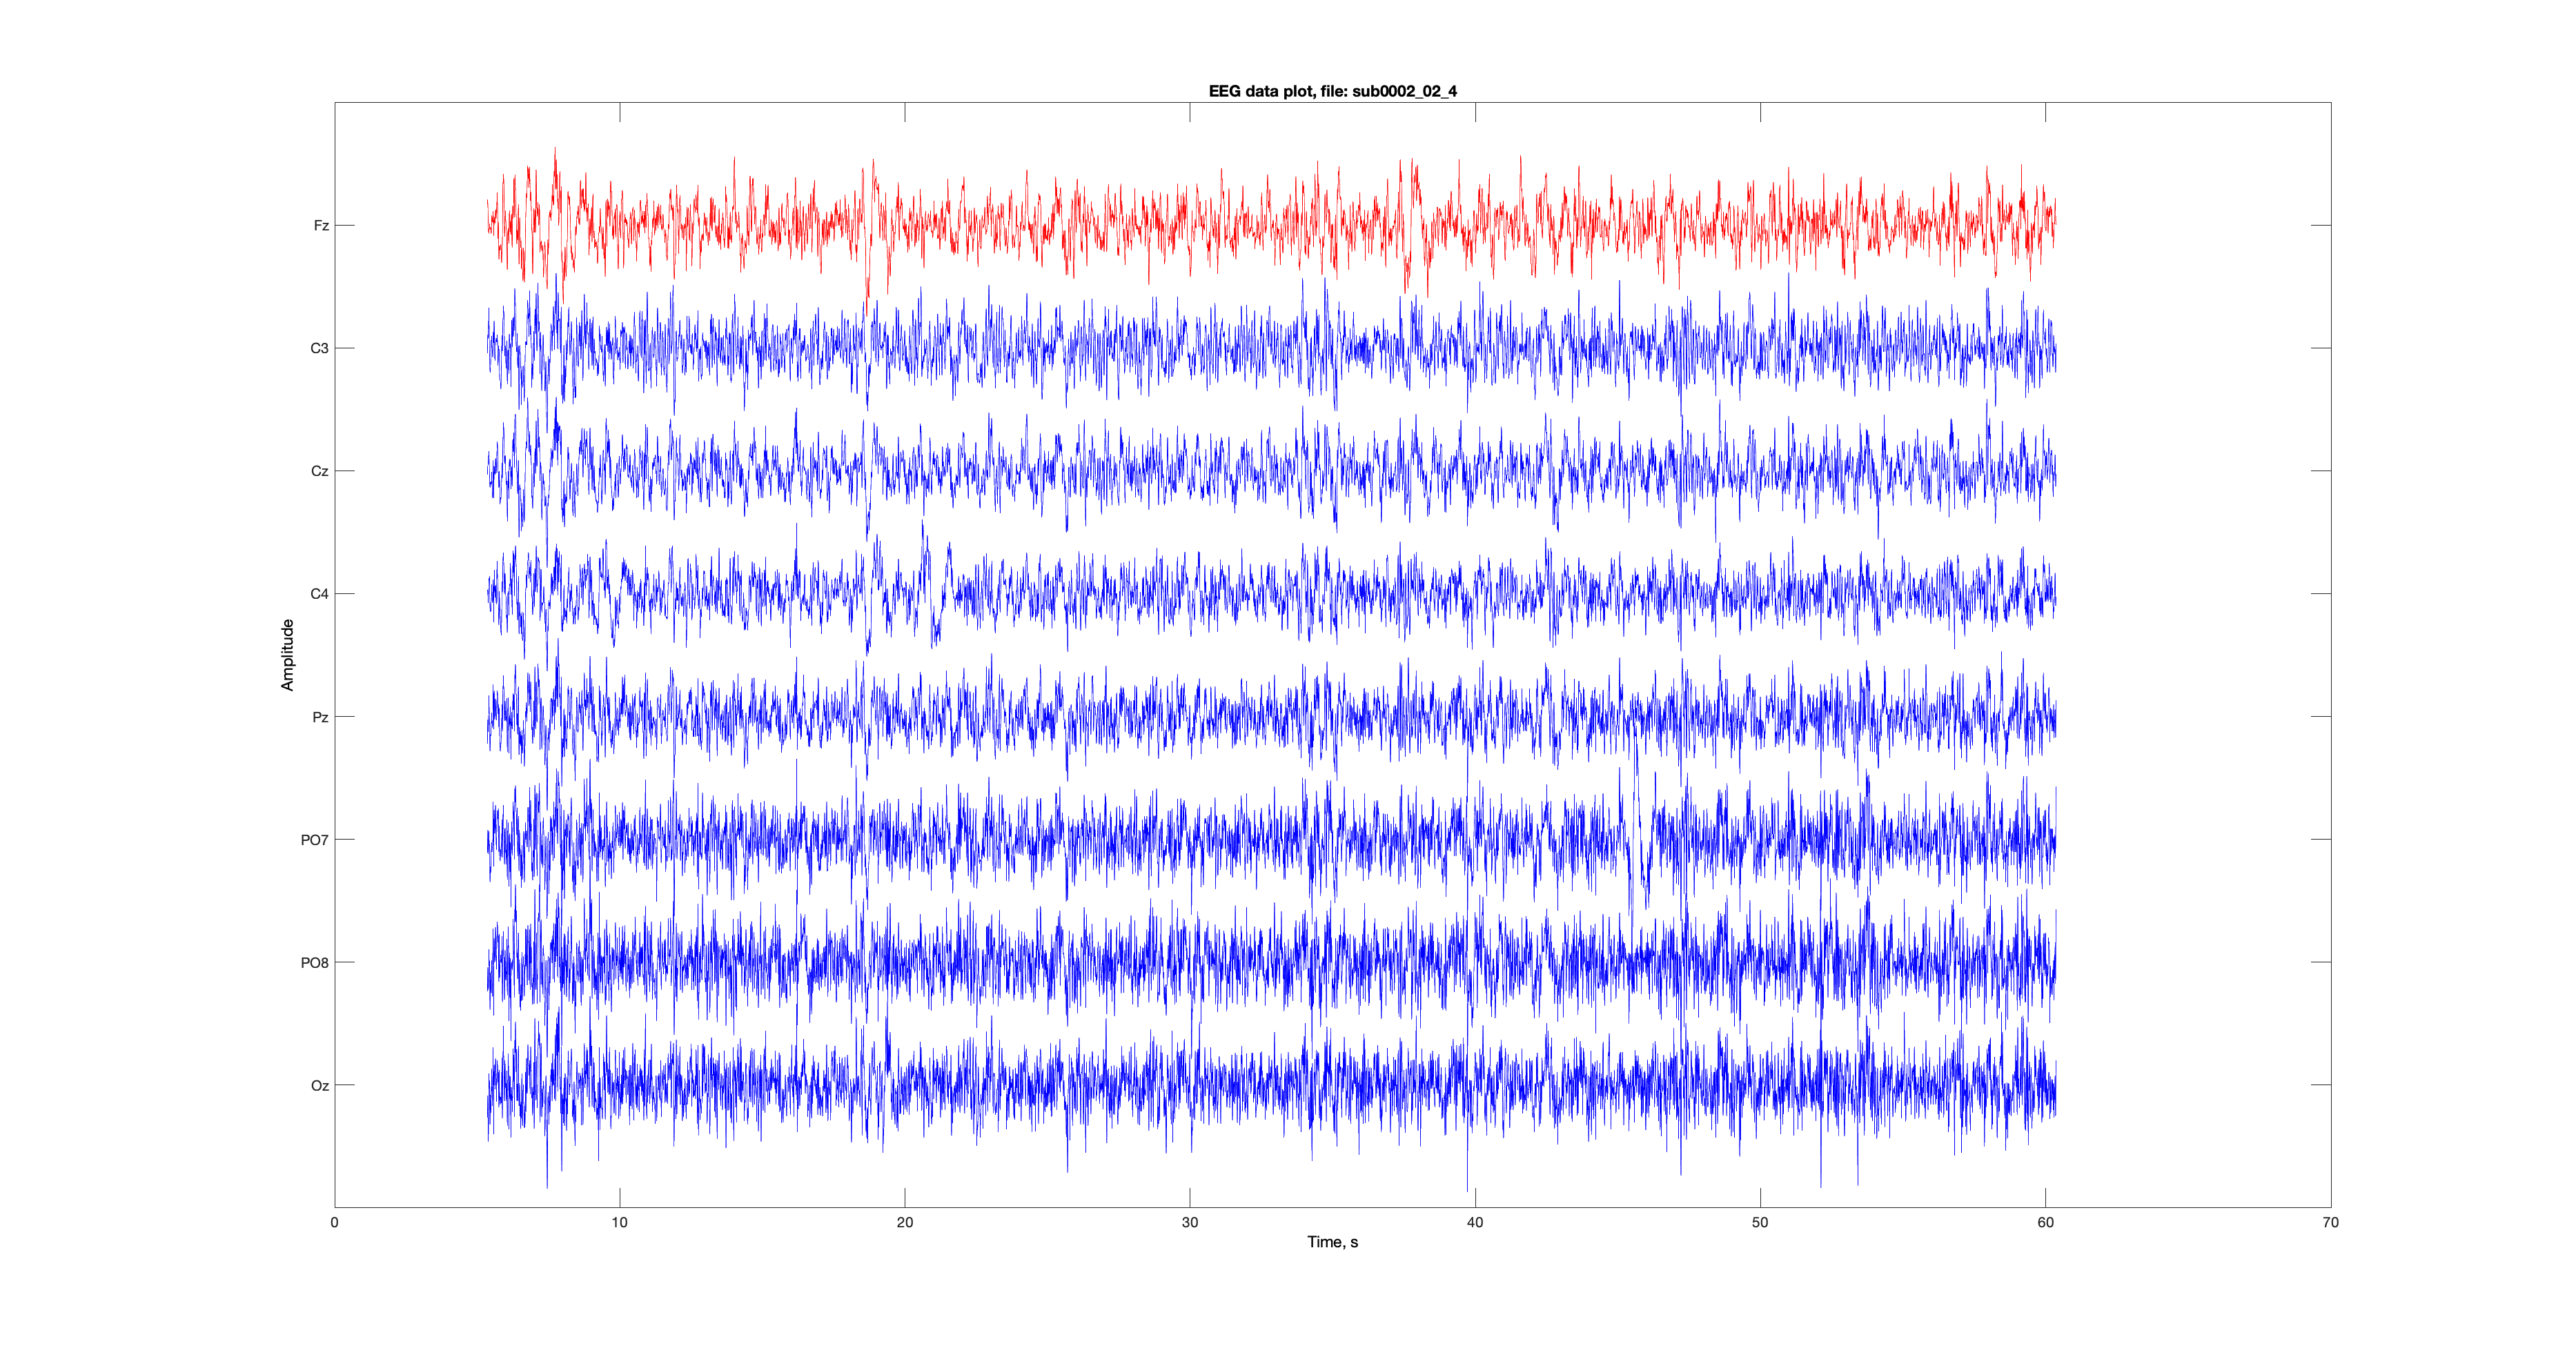 EEG data plot, file: sub0002_02_4
Fz
C3
Cz
C4
Amplitude
Pz
PO7
PO8
Oz
0 10 20 30 40 50 60 70
Time, s